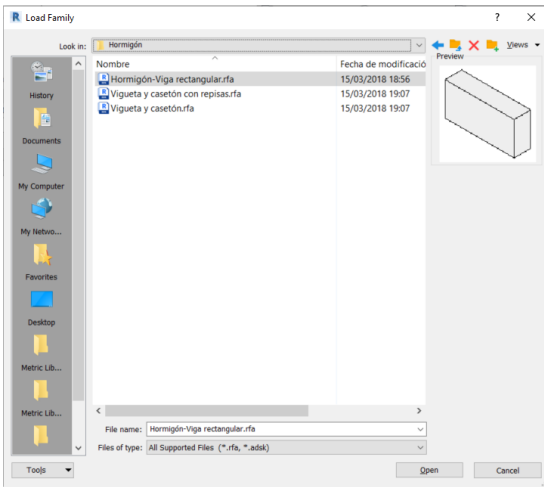 R Load Family ? X
Look in: Hormigón Views
Preview
Nombre Fecha de modificació
Hormigón-Viga rectangular.rfa 15/03/2018 18:56
Vigueta y casetón con repisas.rfa 15/03/2018 19:07
Vigueta y casetón.rfa 15/03/2018 19:07
History
Documents
My Computer
My Netwo...
Favorites
Desktop
Metric Lib...
Metric Lib...
File name: Hormigón-Viga rectangular.rfa
Files of type: All Supported Files (*.rfa, *.adsk)
Tools Open Cancel